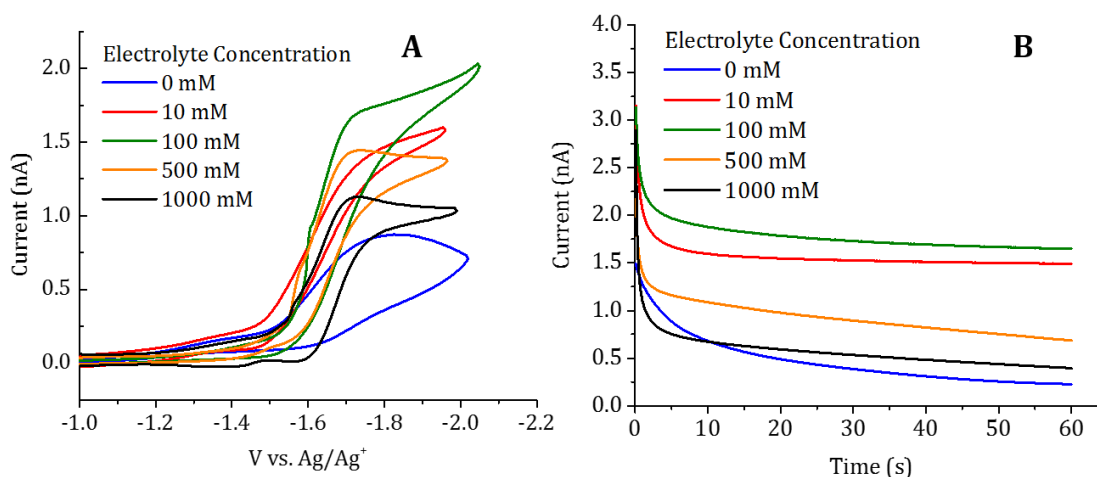 A
Electrolyte Concentration
0 mM
10 mM
100 mM
500 mM
1000 mM
2.0
1.5
1.0
0.5
0.0
Current (nA)
-1.0 -1.2 -1.4 -1.6 -1.8 -2.0 -2.2
V vs. Ag/Ag⁺
B
Electrolyte Concentration
0 mM
10 mM
100 mM
500 mM
1000 mM
4.0
3.5
3.0
2.5
2.0
1.5
1.0
0.5
0.0
Current (nA)
0 10 20 30 40 50 60
Time (s)